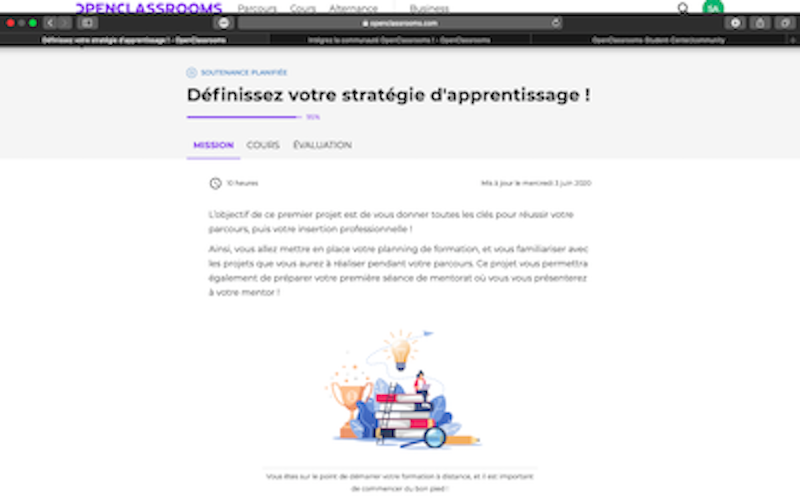 OPENCLASSROOMS Parcours Cours Alternance Business SA
openclassrooms.com
Définissez votre stratégie d'apprentissage ! - OpenClassrooms Intégrez la communauté OpenClassrooms ! - OpenClassrooms OpenClassrooms-Student-Center/community
SOUTENANCE PLANIFIÉE
Définissez votre stratégie d'apprentissage !
95%
MISSION COURS ÉVALUATION
10 heures Mis à jour le mercredi 3 juin 2020
L'objectif de ce premier projet est de vous donner toutes les clés pour réussir votre
parcours, puis votre insertion professionnelle !
Ainsi, vous allez mettre en place votre planning de formation, et vous familiariser avec
les projets que vous aurez à réaliser pendant votre parcours. Ce projet vous permettra
également de préparer votre première séance de mentorat où vous vous présenterez
à votre mentor !
Vous êtes sur le point de démarrer votre formation à distance, et il est important
de commencer du bon pied !